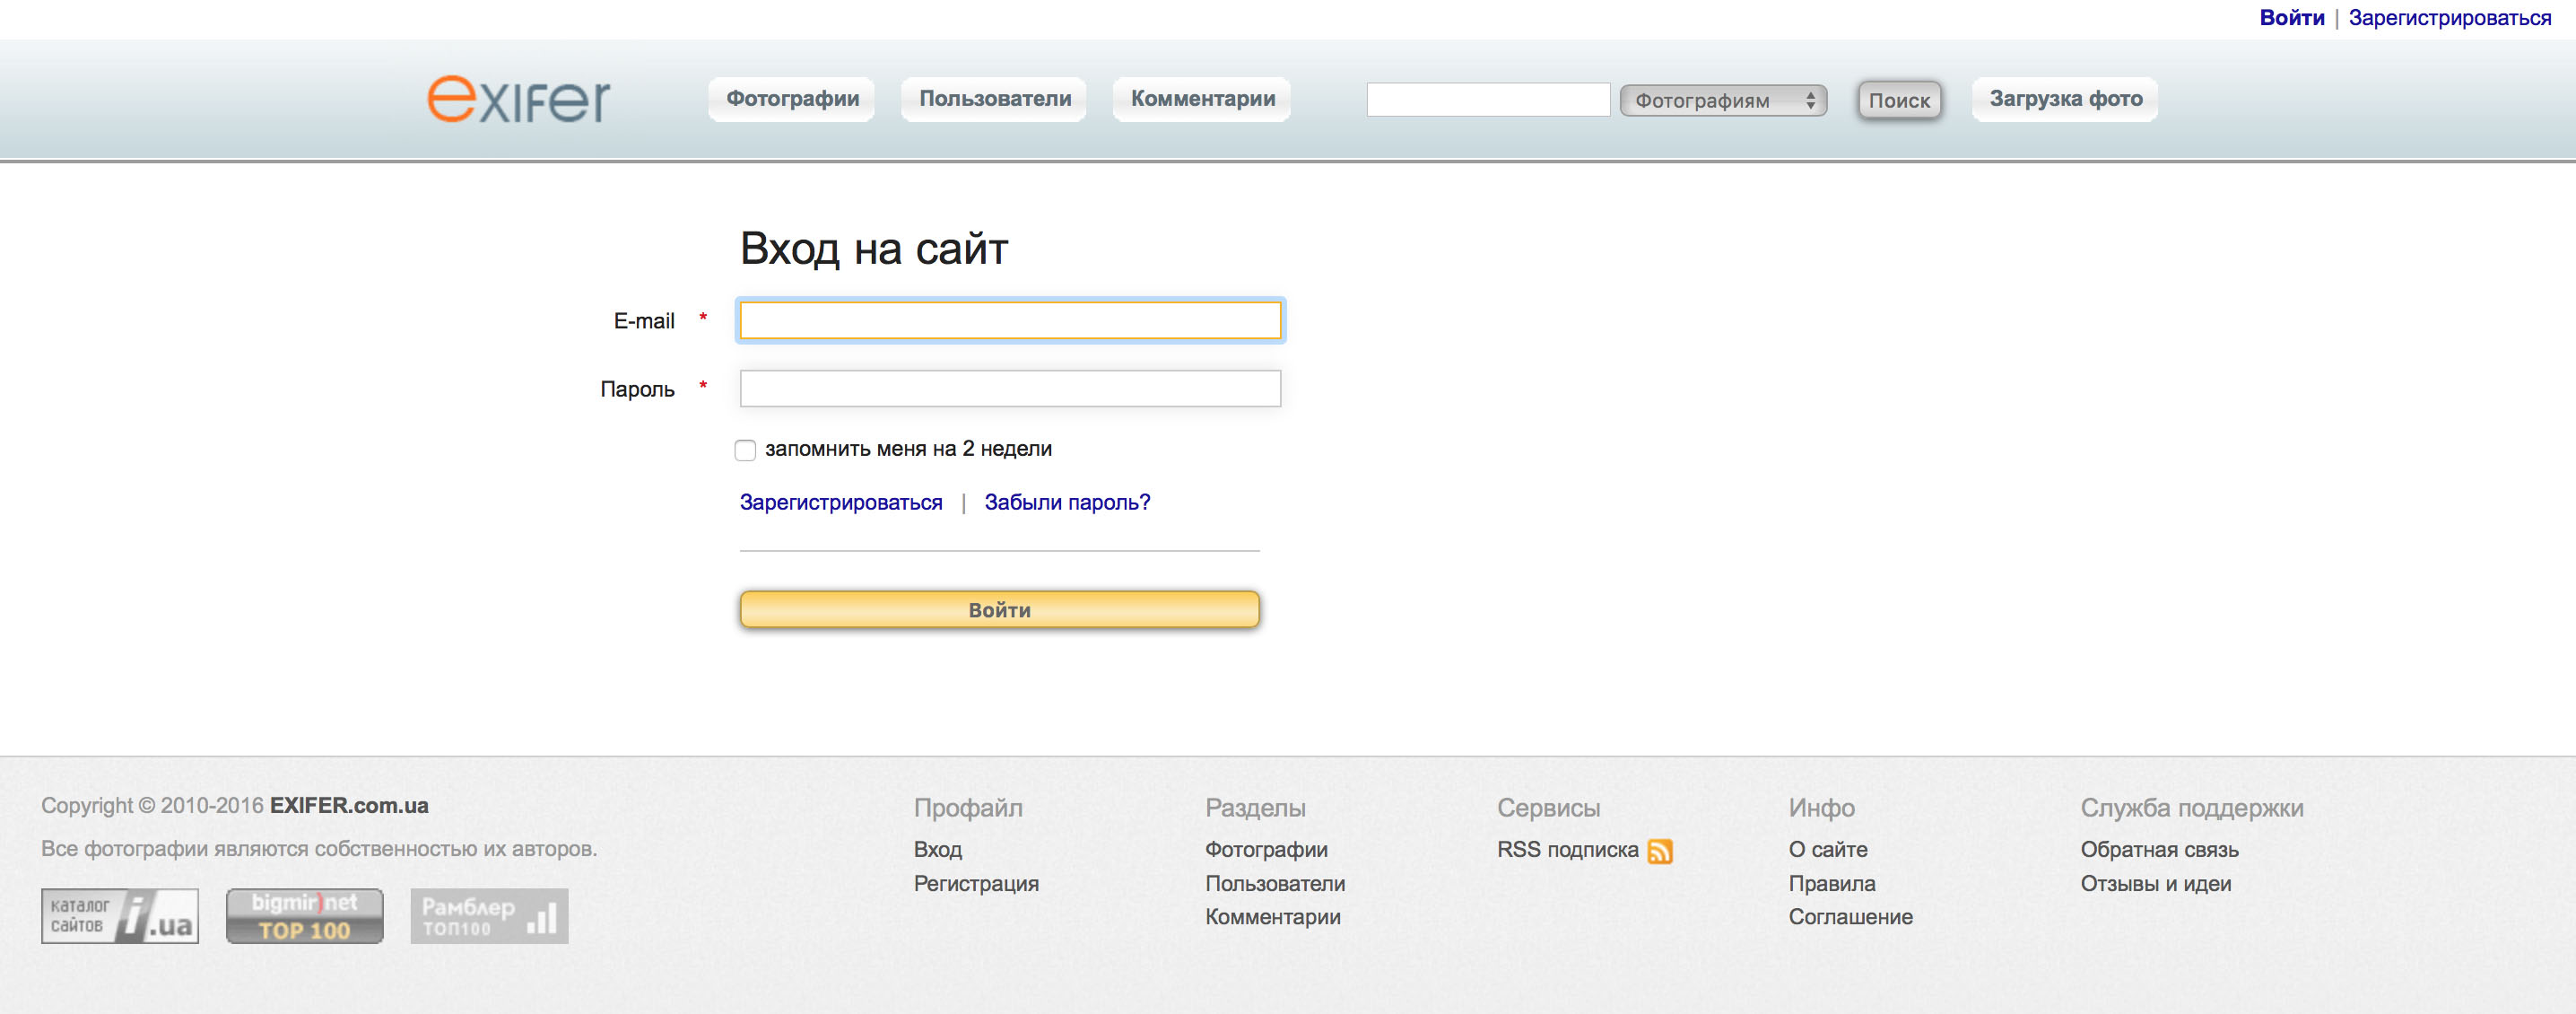 Войти | Зарегистрироваться
exifer
Фотографии
Пользователи
Комментарии
Фотографиям
Поиск
Загрузка фото
Вход на сайт
E-mail *
Пароль *
запомнить меня на 2 недели
Зарегистрироваться | Забыли пароль?
Войти
Copyright © 2010-2016 EXIFER.com.ua
Все фотографии являются собственностью их авторов.
каталог
сайтов
i.ua
bigmir)net
TOP 100
Рамблер
ТОП100
Профайл
Вход
Регистрация
Разделы
Фотографии
Пользователи
Комментарии
Сервисы
RSS подписка
Инфо
О сайте
Правила
Соглашение
Служба поддержки
Обратная связь
Отзывы и идеи